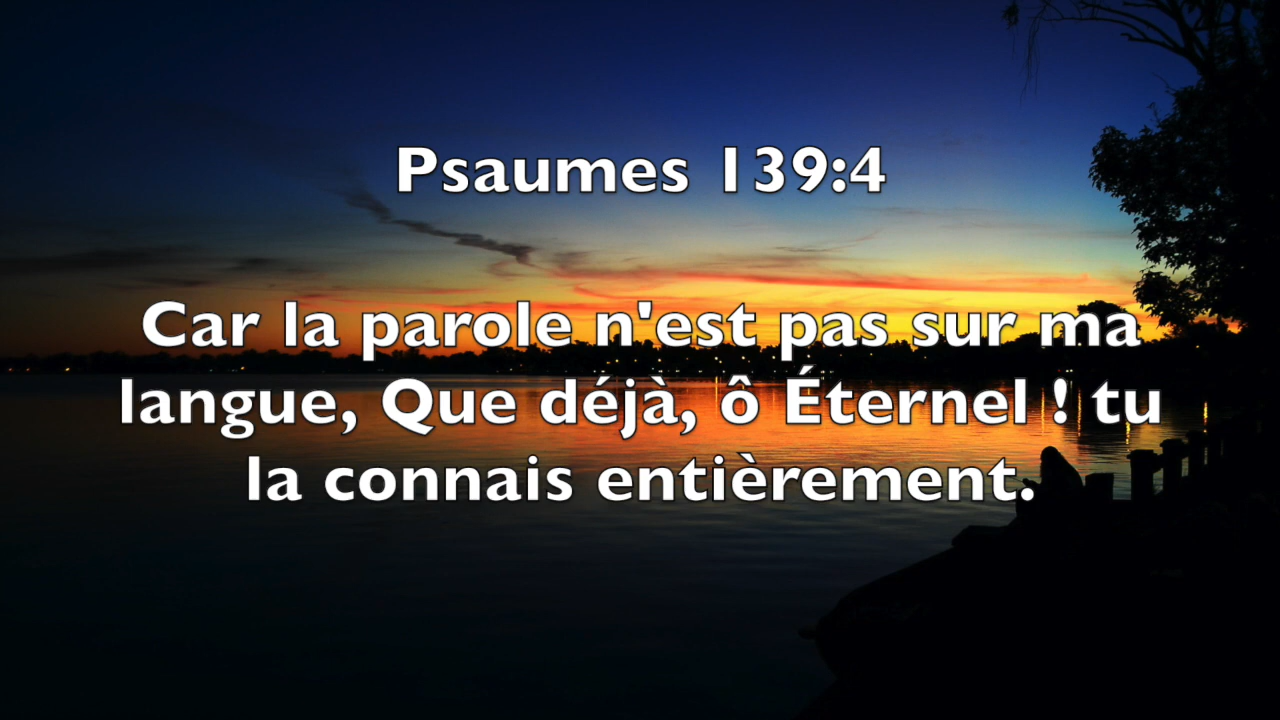 Psaumes 139:4
Car la parole n'est pas sur ma
langue, Que déjà, ô Éternel ! tu
la connais entièrement.